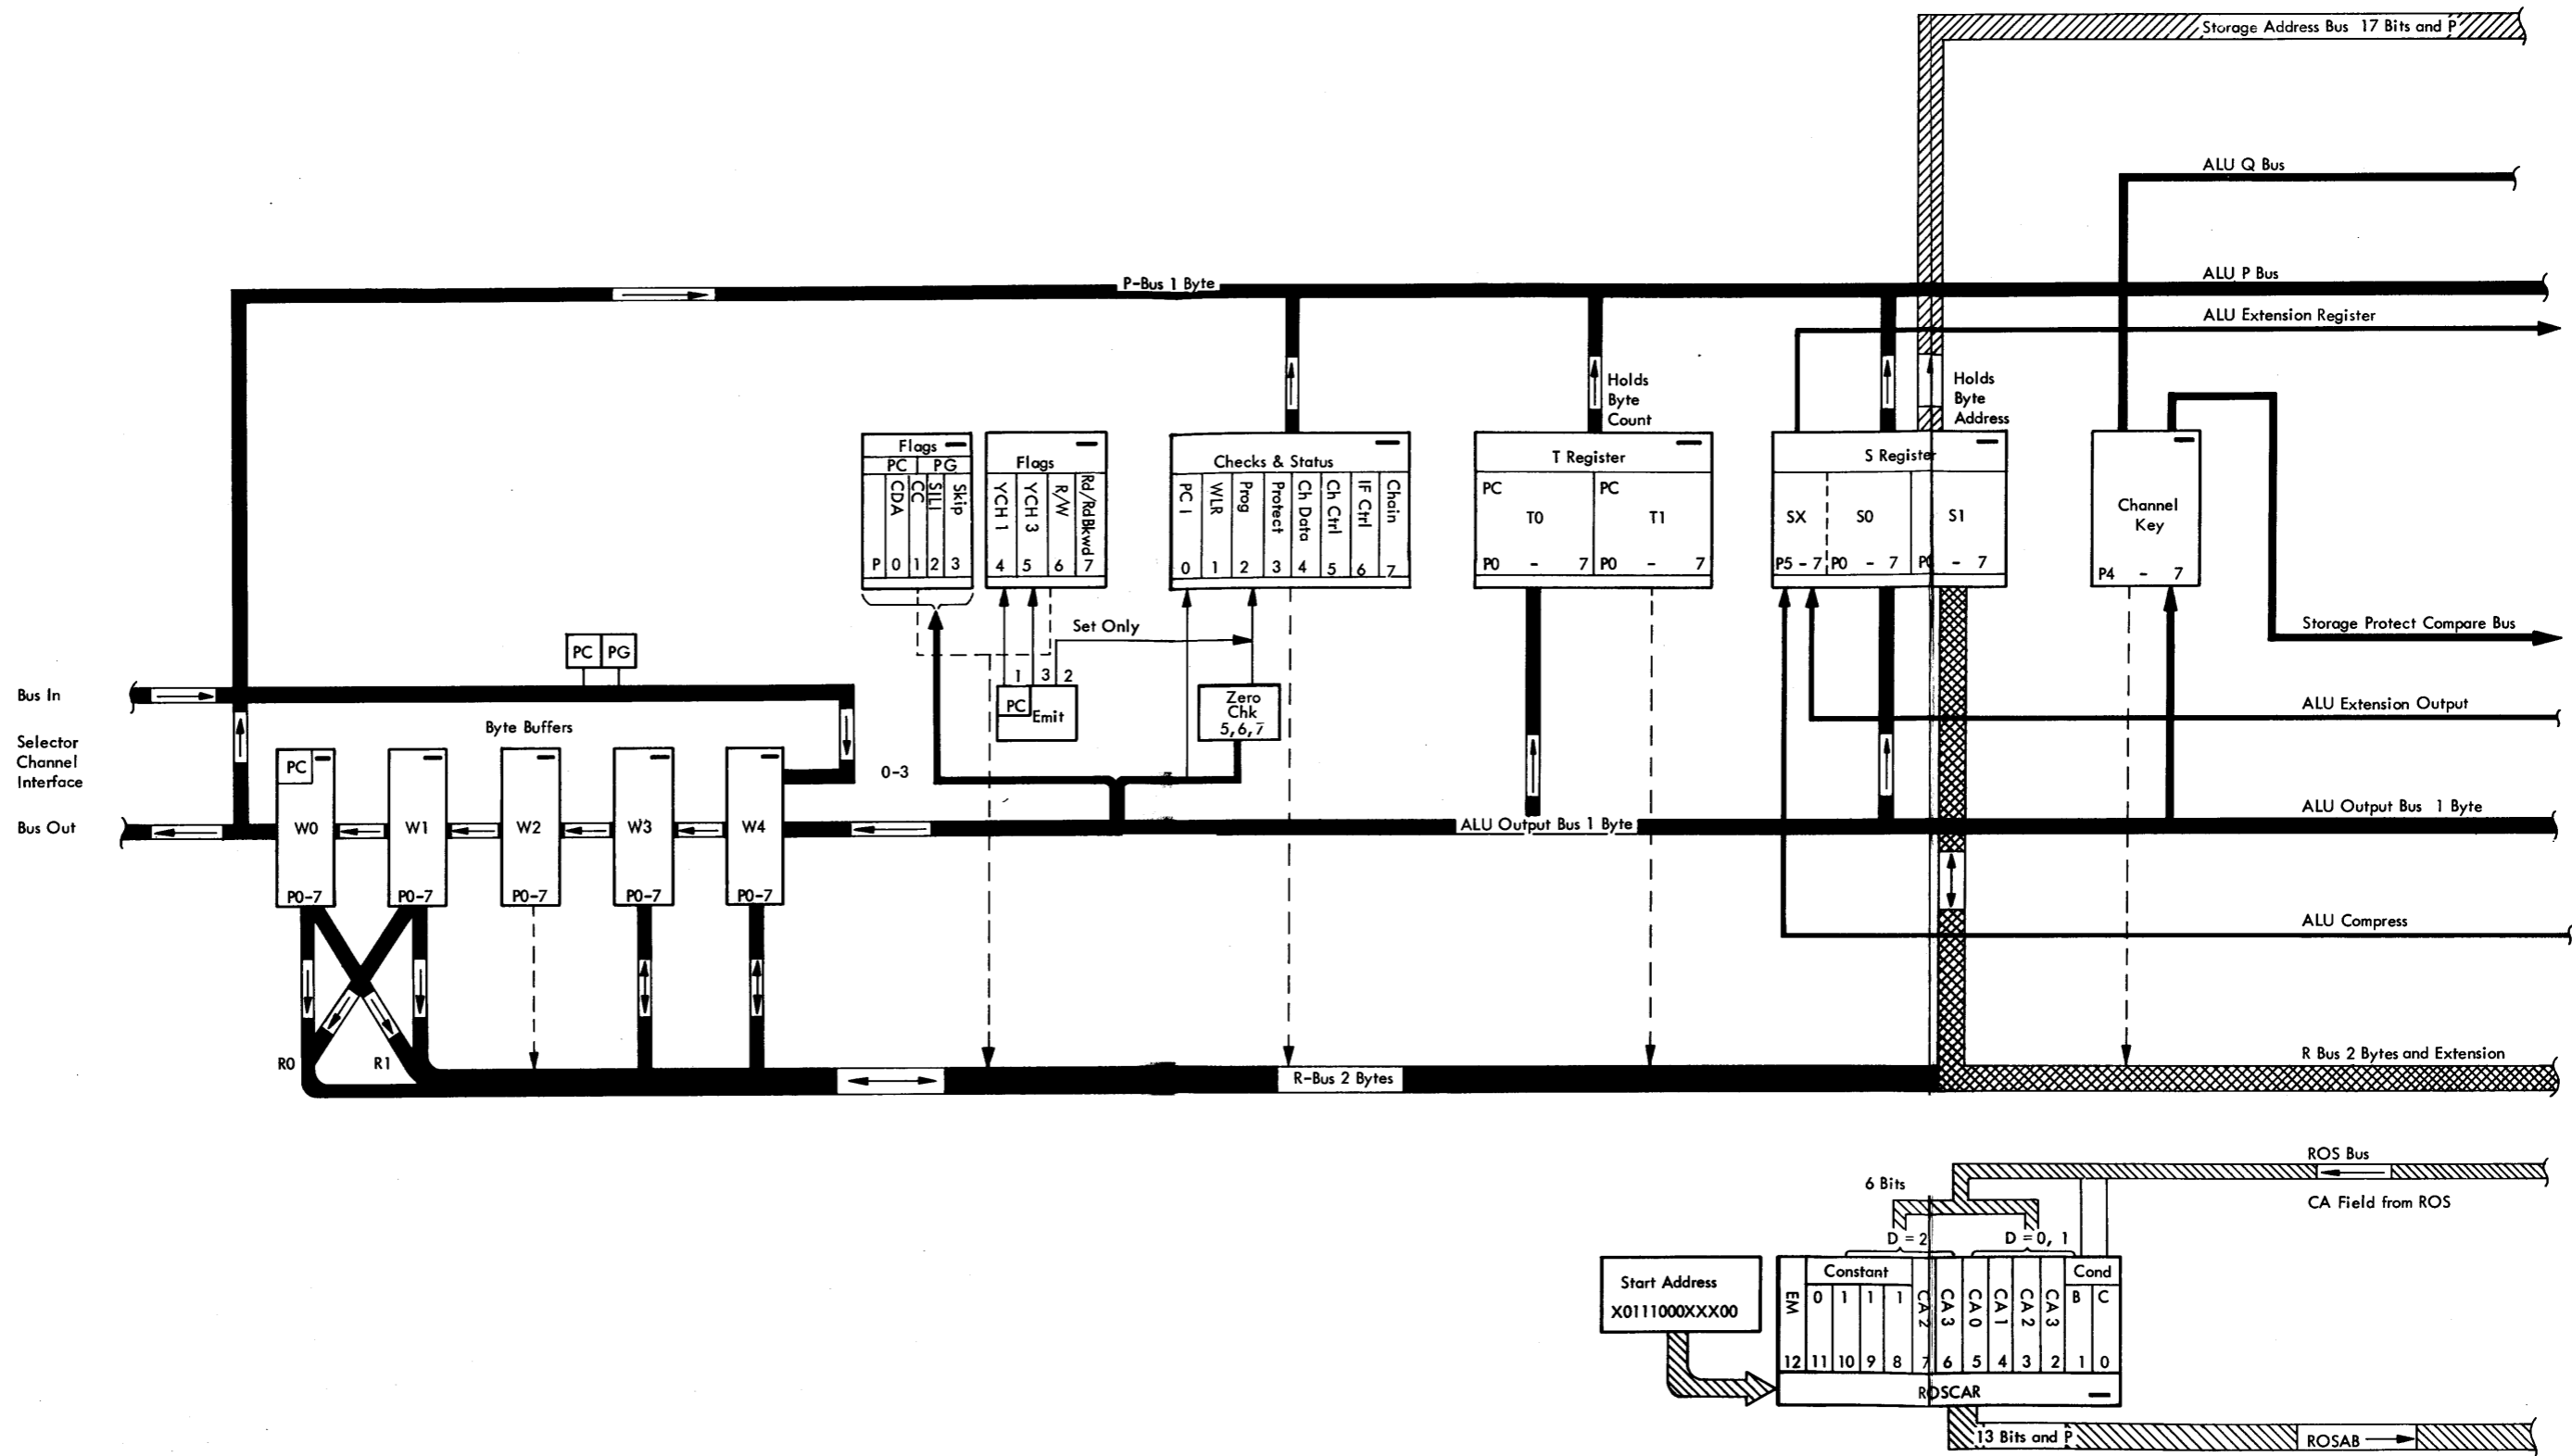 Storage Address Bus 17 Bits and P
ALU Q Bus
P-Bus 1 Byte
ALU P Bus
ALU Extension Register
Holds
Byte
Count
Holds
Byte
Address
Flags
PC PG
P CDA CC SILI Skip
0 1 2 3
Flags
YCH 1 YCH 3 R/W Rd/RdBkwd
4 5 6 7
Checks & Status
PC I WLR Prog Protect Ch Data Ch Ctrl IF Ctrl Chain
0 1 2 3 4 5 6 7
T Register
PC PC
T0 T1
P0 - 7 P0 - 7
S Register
SX S0 S1
P5 - 7 P0 - 7 P0 - 7
Channel
Key
P4 - 7
Set Only
Storage Protect Compare Bus
PC PG
1 3 2
PC Emit
Zero
Chk
5,6,7
Bus In
ALU Extension Output
Byte Buffers
Selector
Channel
Interface
0-3
PC
Bus Out
W0 W1 W2 W3 W4
ALU Output Bus 1 Byte
ALU Output Bus 1 Byte
P0-7 P0-7 P0-7 P0-7 P0-7
ALU Compress
R0 R1
R-Bus 2 Bytes
R Bus 2 Bytes and Extension
ROS Bus
6 Bits
CA Field from ROS
D = 2 D = 0, 1
Start Address
X0111000XXX00
Constant Cond
EM 0 1 1 1 CA 2 CA 3 CA 0 CA 1 CA 2 CA 3 B C
12 11 10 9 8 7 6 5 4 3 2 1 0
ROSCAR
13 Bits and P
ROSAB